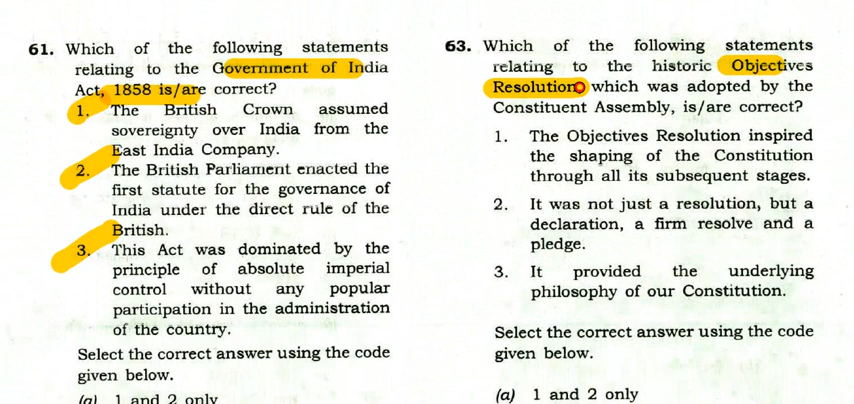 61. Which of the following statements
relating to the Government of India
Act, 1858 is/are correct?
1. The British Crown assumed
sovereignty over India from the
East India Company.
2. The British Parliament enacted the
first statute for the governance of
India under the direct rule of the
British.
3. This Act was dominated by the
principle of absolute imperial
control without any popular
participation in the administration
of the country.
Select the correct answer using the code
given below.
(a) 1 and 2 only
63. Which of the following statements
relating to the historic Objectives
Resolution, which was adopted by the
Constituent Assembly, is/are correct?
1. The Objectives Resolution inspired
the shaping of the Constitution
through all its subsequent stages.
2. It was not just a resolution, but a
declaration, a firm resolve and a
pledge.
3. It provided the underlying
philosophy of our Constitution.
Select the correct answer using the code
given below.
(a) 1 and 2 only